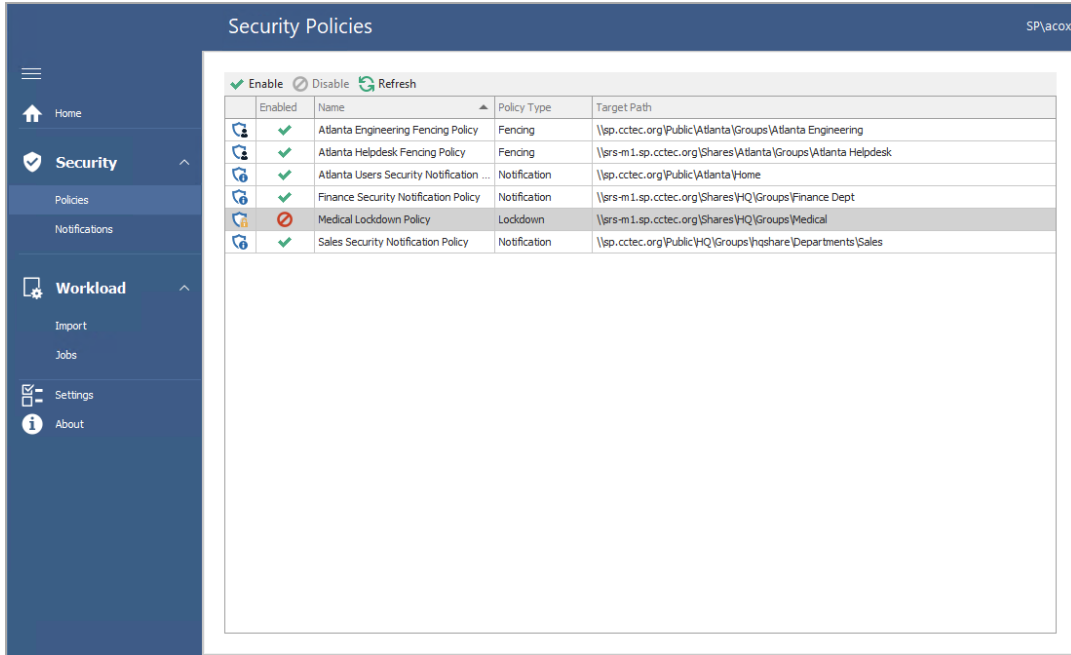 Security Policies
SP\acox
Home
Security
Policies
Notifications
Workload
Import
Jobs
Settings
About
Enable Disable Refresh
Enabled Name Policy Type Target Path
Atlanta Engineering Fencing Policy Fencing \\sp.cctec.org\Public\Atlanta\Groups\Atlanta Engineering
Atlanta Helpdesk Fencing Policy Fencing \\srs-m1.sp.cctec.org\Shares\Atlanta\Groups\Atlanta Helpdesk
Atlanta Users Security Notification ... Notification \\sp.cctec.org\Public\Atlanta\Home
Finance Security Notification Policy Notification \\srs-m1.sp.cctec.org\Shares\HQ\Groups\Finance Dept
Medical Lockdown Policy Lockdown \\srs-m1.sp.cctec.org\Shares\HQ\Groups\Medical
Sales Security Notification Policy Notification \\sp.cctec.org\Public\HQ\Groups\hqshare\Departments\Sales